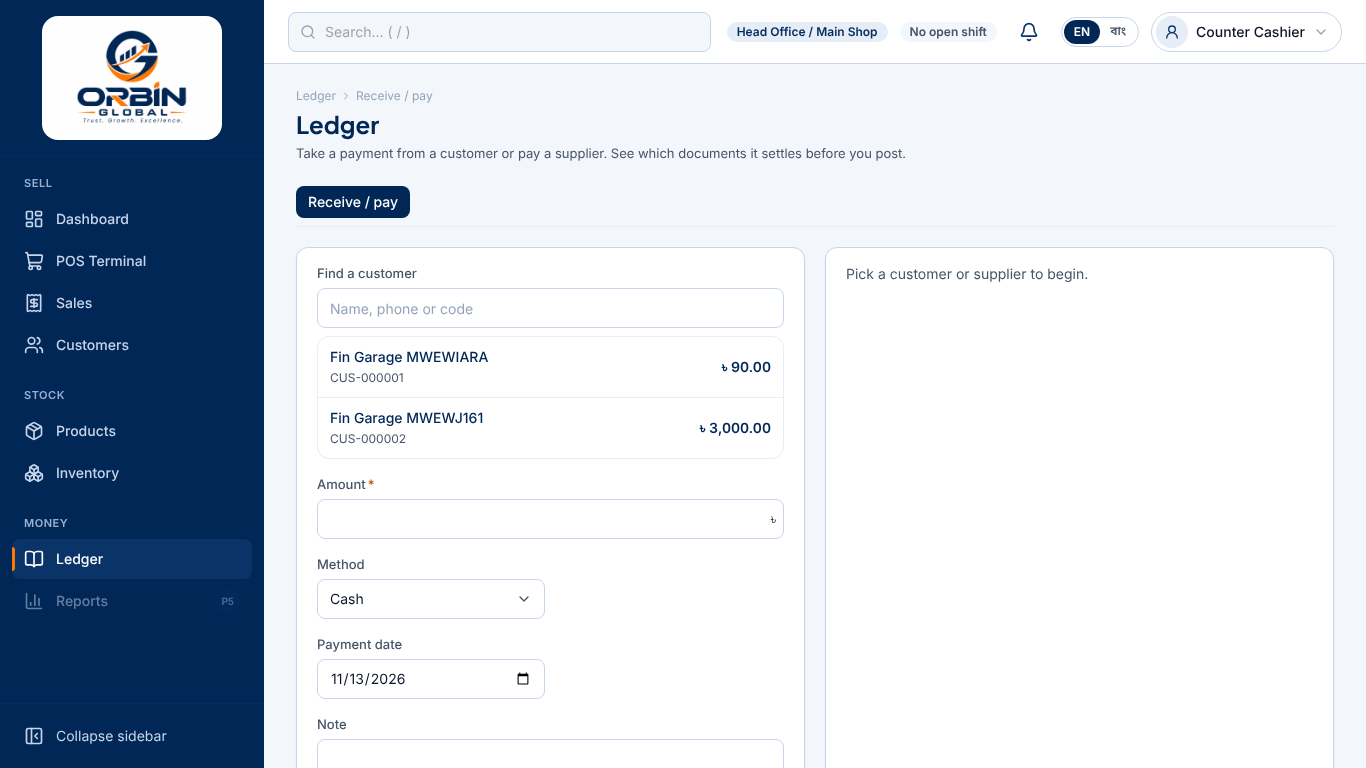 ORBIN
GLOBAL
Trust. Growth. Excellence.
SELL
Dashboard
POS Terminal
Sales
Customers
STOCK
Products
Inventory
MONEY
Ledger
Reports P5
Collapse sidebar
Search... ( / )
Head Office / Main Shop
No open shift
EN
বাং
Counter Cashier
Ledger > Receive / pay
Ledger
Take a payment from a customer or pay a supplier. See which documents it settles before you post.
Receive / pay
Find a customer
Name, phone or code
Fin Garage MWEWIARA
CUS-000001
৳ 90.00
Fin Garage MWEWJ161
CUS-000002
৳ 3,000.00
Amount *
৳
Method
Cash
Payment date
11/13/2026
Note
Pick a customer or supplier to begin.